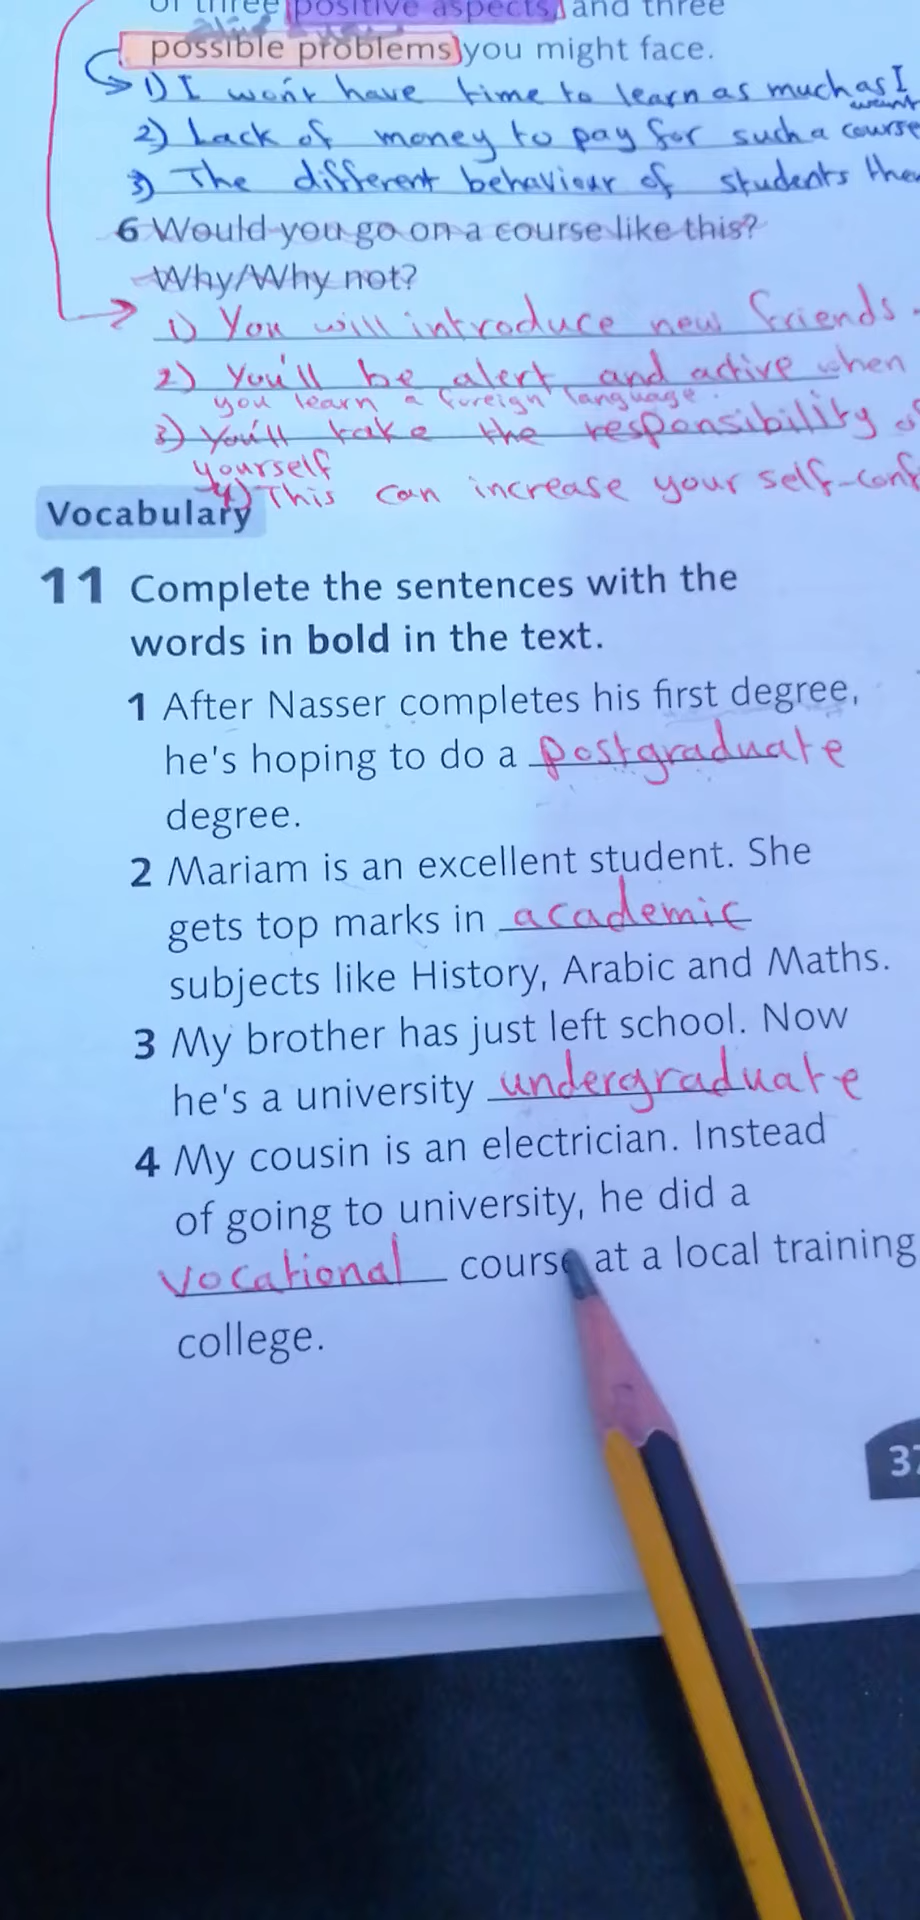 of three positive aspects, and three
possible problems you might face.
1) I won't have time to learn as much as I
want
2) Lack of money to pay for such a course
3) The different behaviour of students
6 Would you go on a course like this?
Why/Why not?
1) You will introduce new friends.
2) You'll be alert and active when
you learn a foreign language.
3) You'll take the responsibility
yourself
4) This can increase your self-conf
Vocabulary
11 Complete the sentences with the
words in bold in the text.
1 After Nasser completes his first degree,
he's hoping to do a postgraduate
degree.
2 Mariam is an excellent student. She
gets top marks in academic
subjects like History, Arabic and Maths.
3 My brother has just left school. Now
he's a university undergraduate
4 My cousin is an electrician. Instead
of going to university, he did a
vocational course at a local training
college.
37